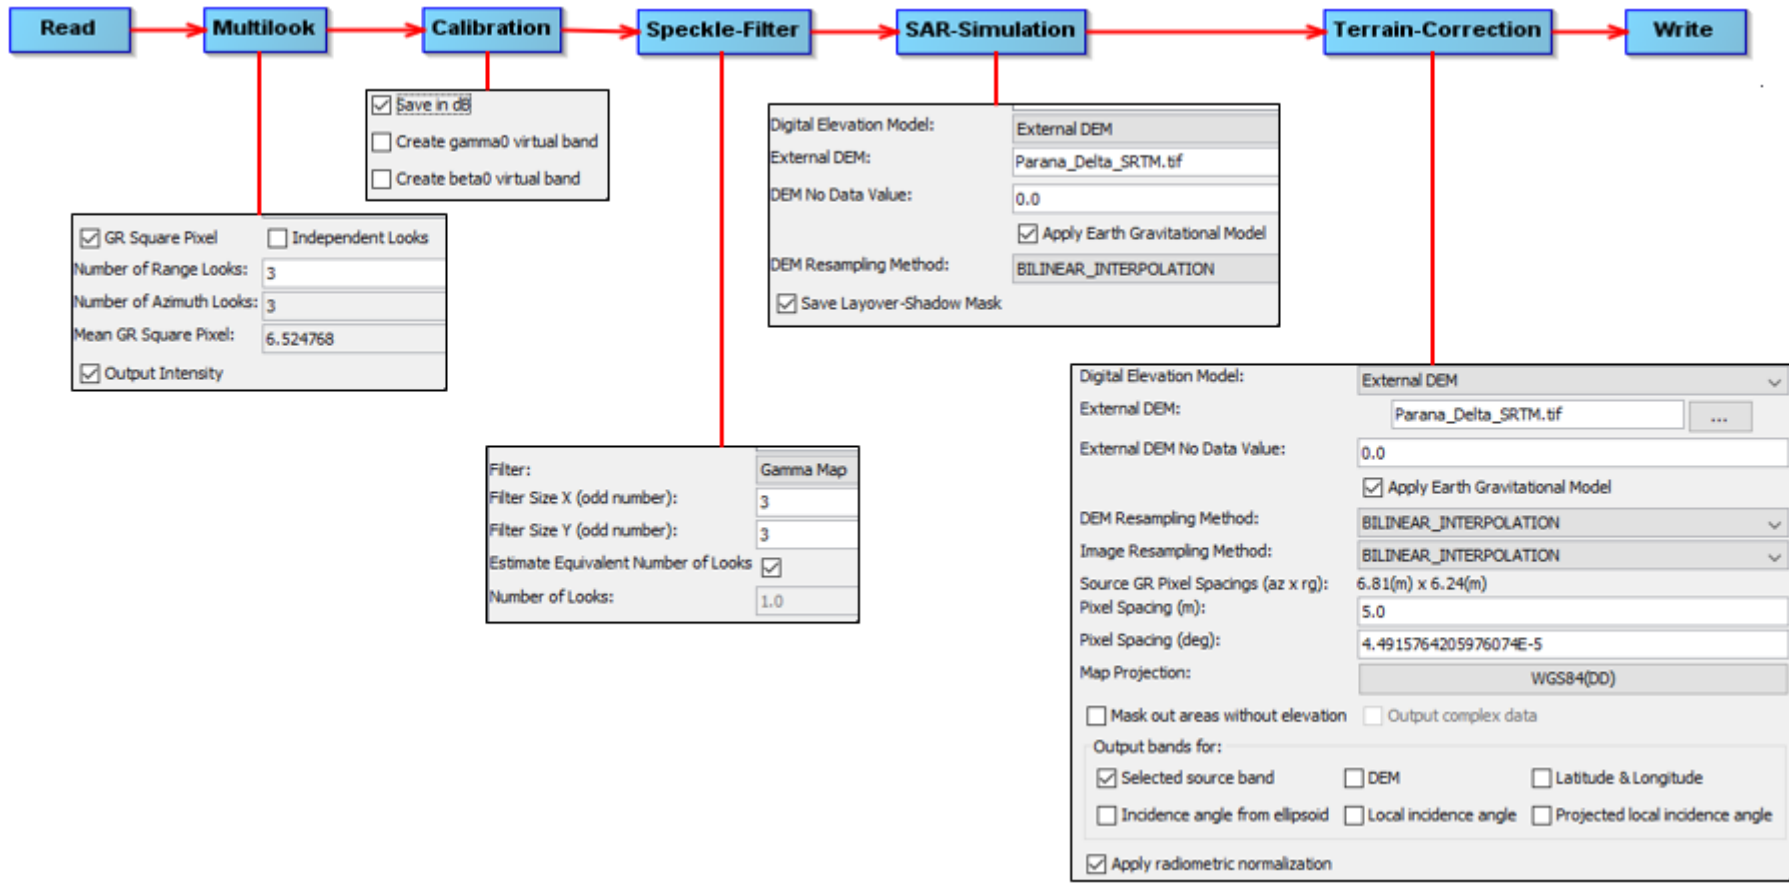 Read
Multilook
Calibration
Speckle-Filter
SAR-Simulation
Terrain-Correction
Write
Save in dB
Create gamma0 virtual band
Create beta0 virtual band
GR Square Pixel Independent Looks
Number of Range Looks: 3
Number of Azimuth Looks: 3
Mean GR Square Pixel: 6.524768
Output Intensity
Filter: Gamma Map
Filter Size X (odd number): 3
Filter Size Y (odd number): 3
Estimate Equivalent Number of Looks
Number of Looks: 1.0
Digital Elevation Model: External DEM
External DEM: Parana_Delta_SRTM.tif
DEM No Data Value: 0.0
Apply Earth Gravitational Model
DEM Resampling Method: BILINEAR_INTERPOLATION
Save Layover-Shadow Mask
Digital Elevation Model: External DEM
External DEM: Parana_Delta_SRTM.tif ...
External DEM No Data Value: 0.0
Apply Earth Gravitational Model
DEM Resampling Method: BILINEAR_INTERPOLATION
Image Resampling Method: BILINEAR_INTERPOLATION
Source GR Pixel Spacings (az x rg): 6.81(m) x 6.24(m)
Pixel Spacing (m): 5.0
Pixel Spacing (deg): 4.4915764205976074E-5
Map Projection: WGS84(DD)
Mask out areas without elevation Output complex data
Output bands for:
Selected source band DEM Latitude & Longitude
Incidence angle from ellipsoid Local incidence angle Projected local incidence angle
Apply radiometric normalization